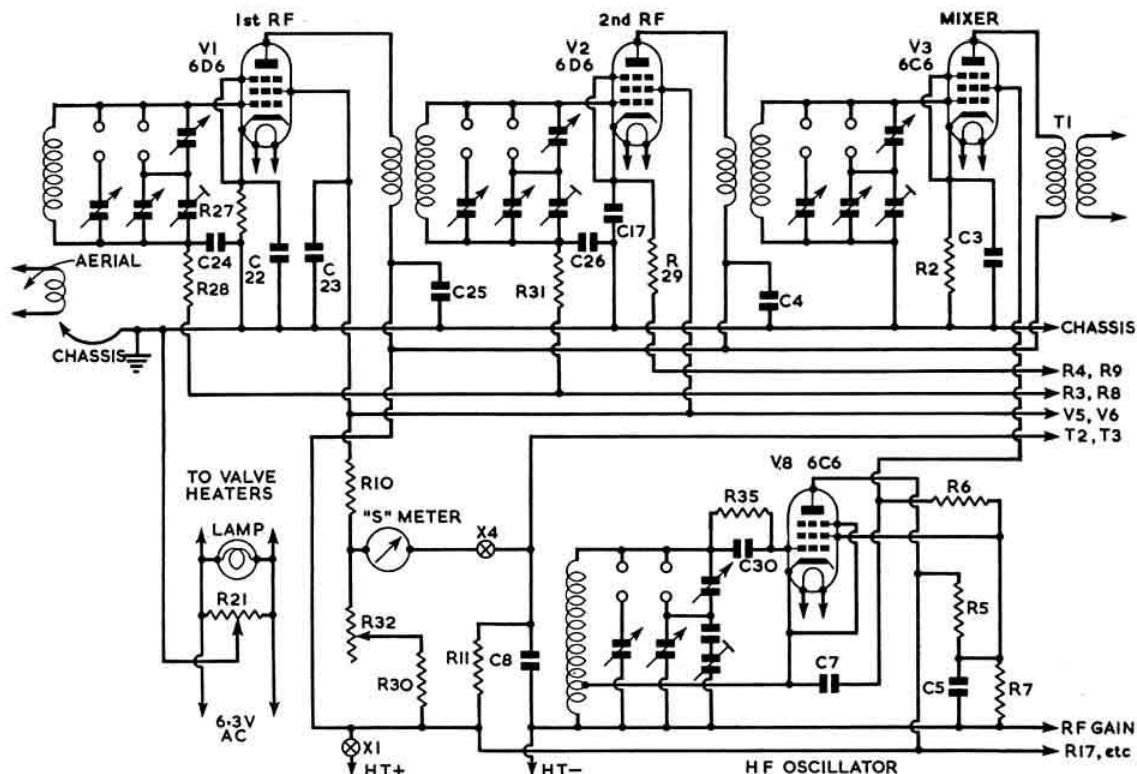 1st RF
2nd RF
MIXER
V1
6D6
V2
6D6
V3
6C6
T1
R27
C24
C
22
C
23
R28
AERIAL
CHASSIS
C25
C26
C17
R31
R
29
C4
R2
C3
CHASSIS
R4, R9
R3, R8
V5, V6
T2, T3
TO VALVE
HEATERS
LAMP
R21
6·3V
AC
R10
"S" METER
X4
R32
R30
R11
C8
X1
HT+
HT−
R35
C30
V.8 6C6
R6
R5
C7
C5
R7
RF GAIN
R17, etc
HF OSCILLATOR